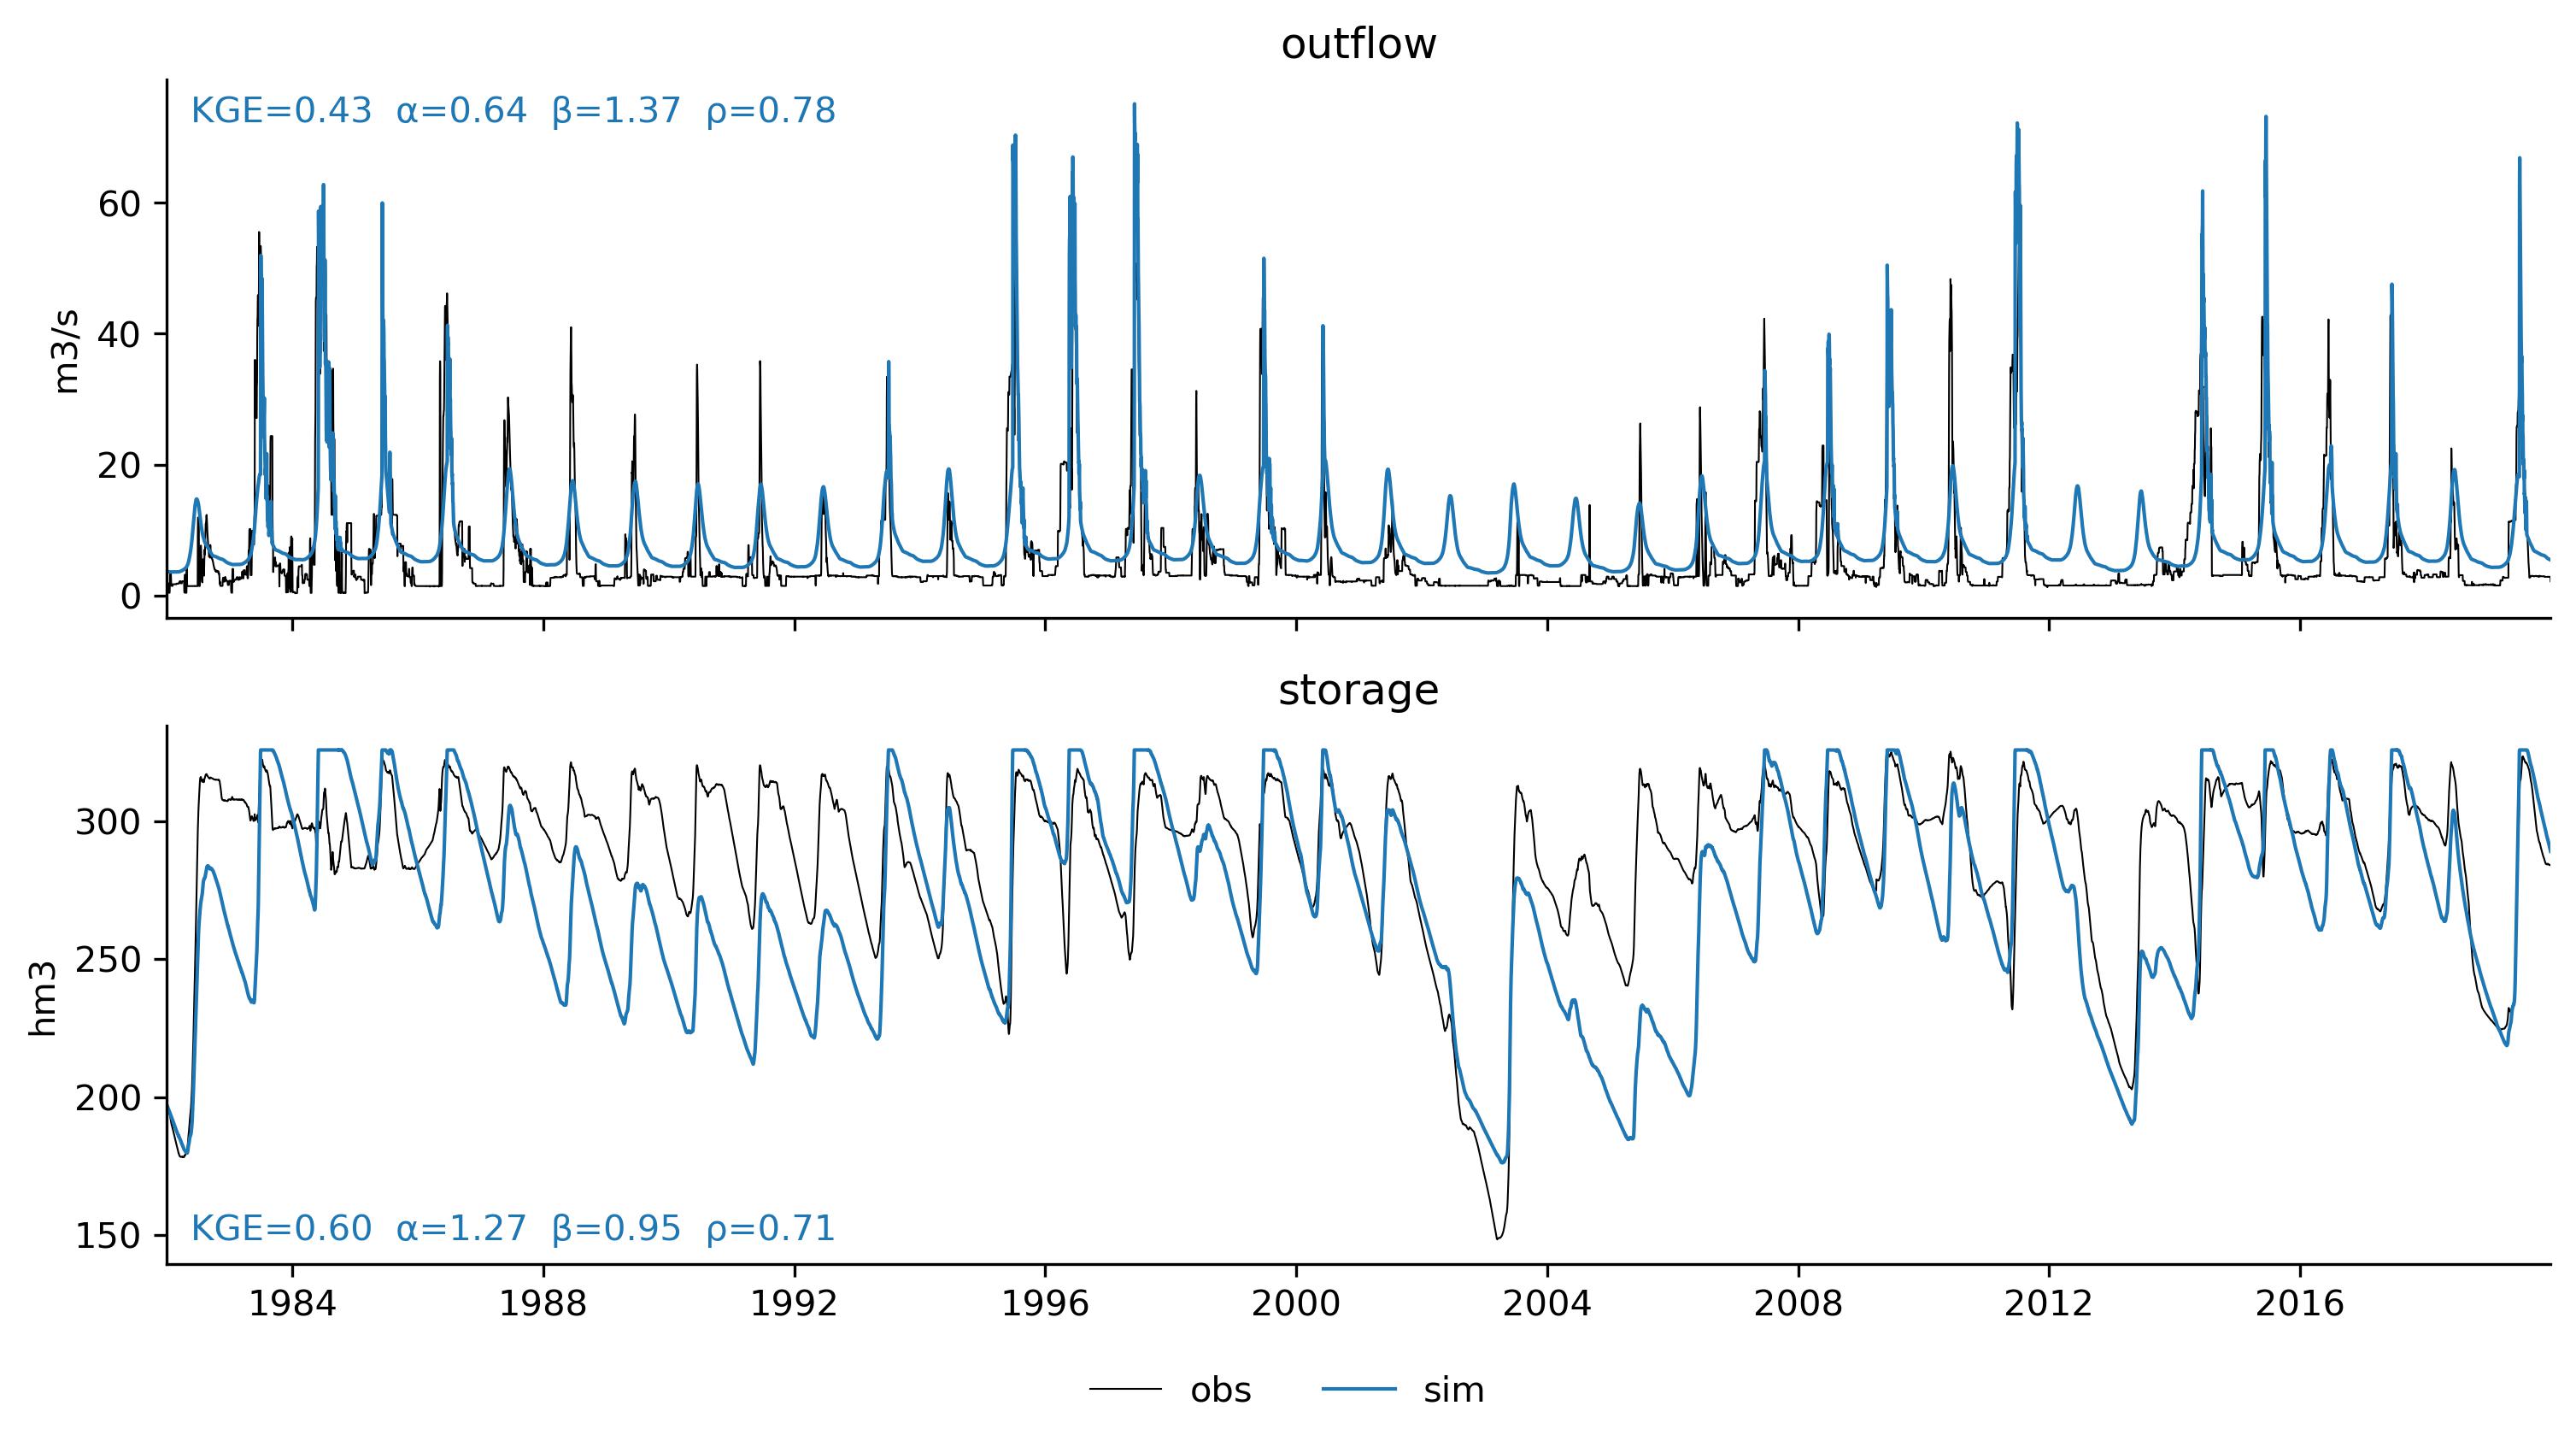 outflow
KGE=0.43 α=0.64 β=1.37 ρ=0.78
m3/s
60
40
20
0
storage
hm3
300
250
200
150
KGE=0.60 α=1.27 β=0.95 ρ=0.71
1984 1988 1992 1996 2000 2004 2008 2012 2016
obs sim